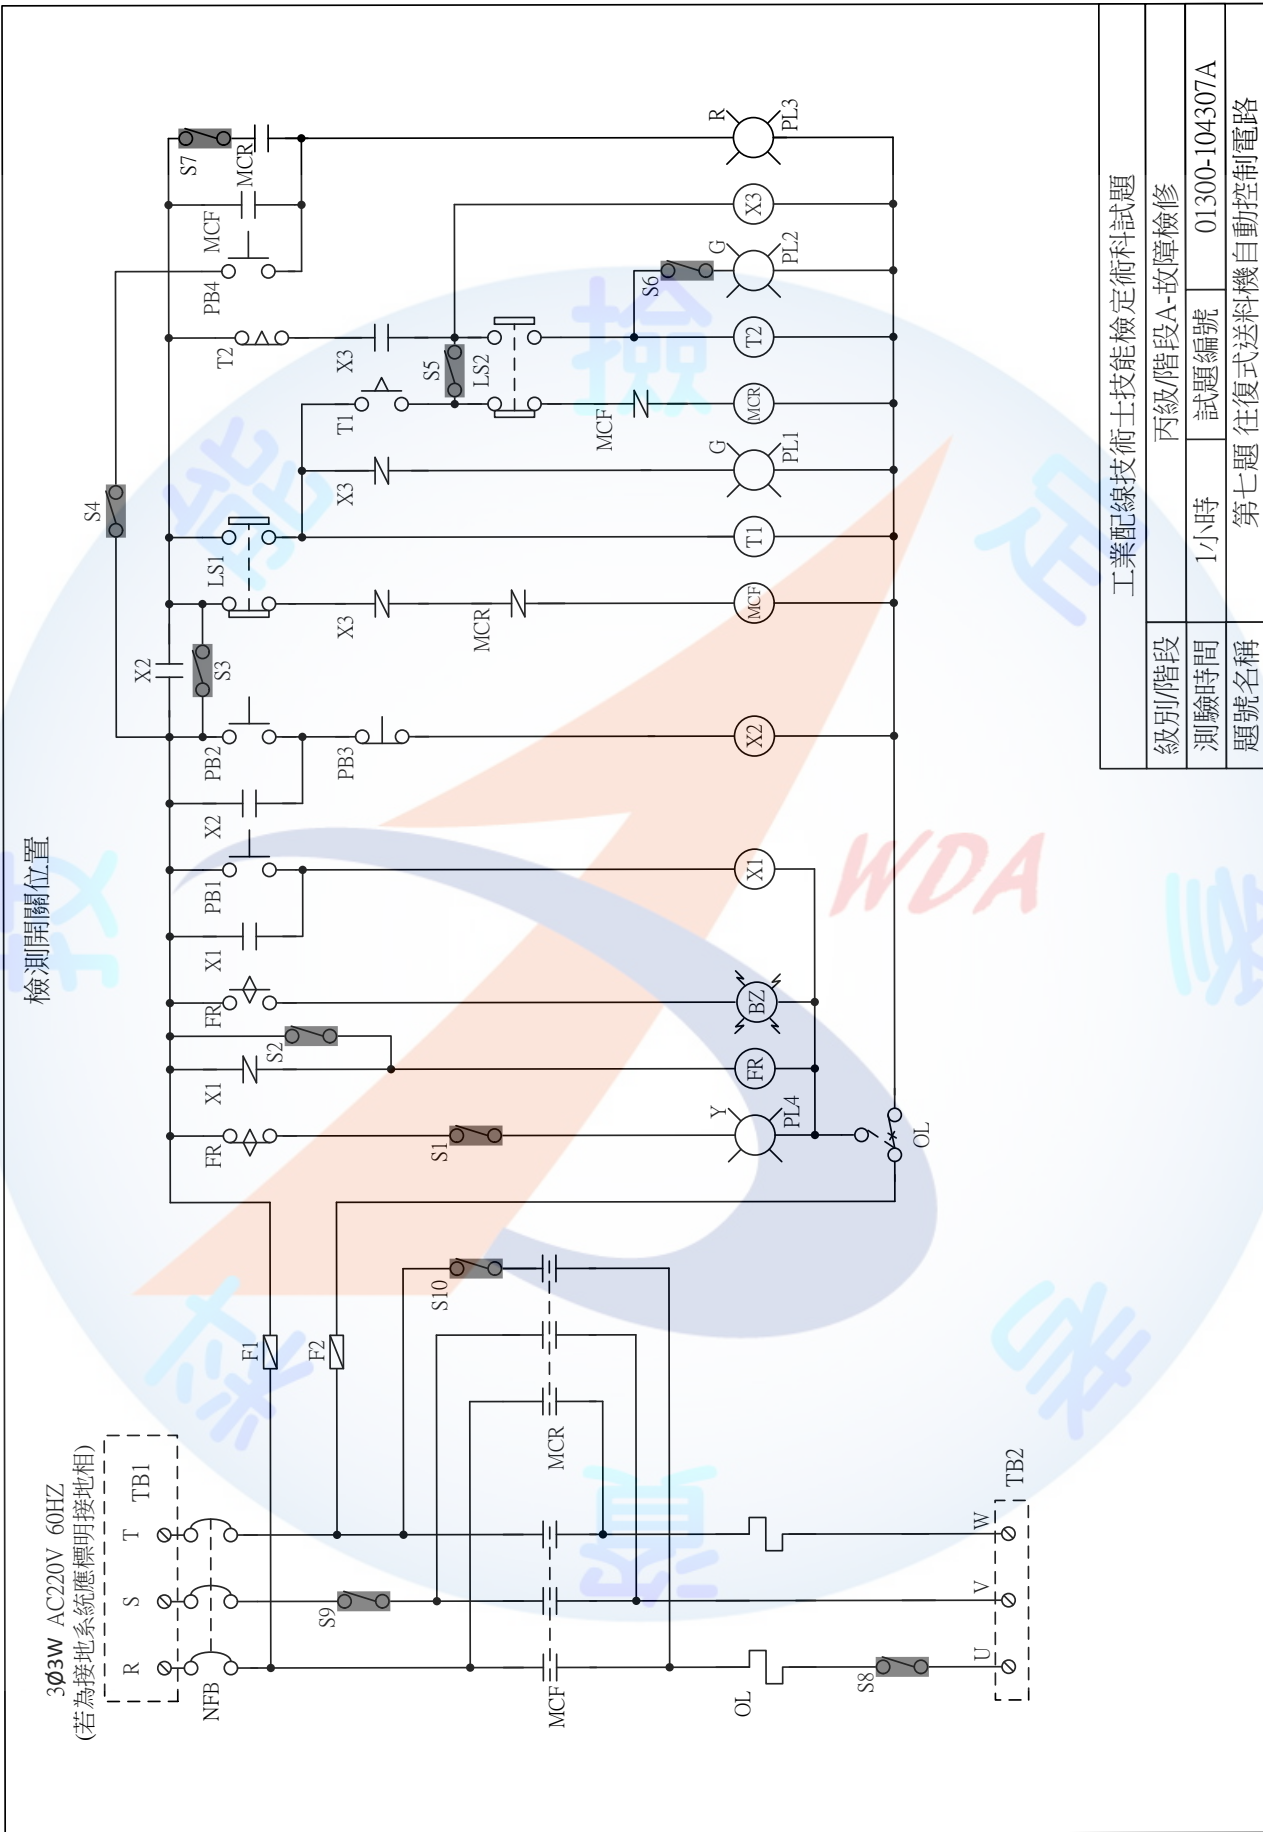 檢測開關位置
3Ø3W AC220V 60HZ
(若為接地系統應標明接地相)
R S T TB1
NFB
S9
F1
F2
MCF
MCR
S10
OL
S8
U V W TB2
FR
S1
Y
PL4
OL
X1
S2
FR
FR
BZ
X1
PB1
X1
X2
PB2
PB3
X2
S3
X2
S4
LS1
X3
MCR
MCF
T1
X3
G
PL1
T1
S5
LS2
MCF
MCR
T2
X3
T2
S6
G
PL2
X3
PB4
MCF
S7
MCR
R
PL3
WDA
工業配線技術士技能檢定術科試題
級別/階段 丙級/階段A-故障檢修
測驗時間 1小時 試題編號 01300-104307A
題號名稱 第七題 往復式送料機自動控制電路